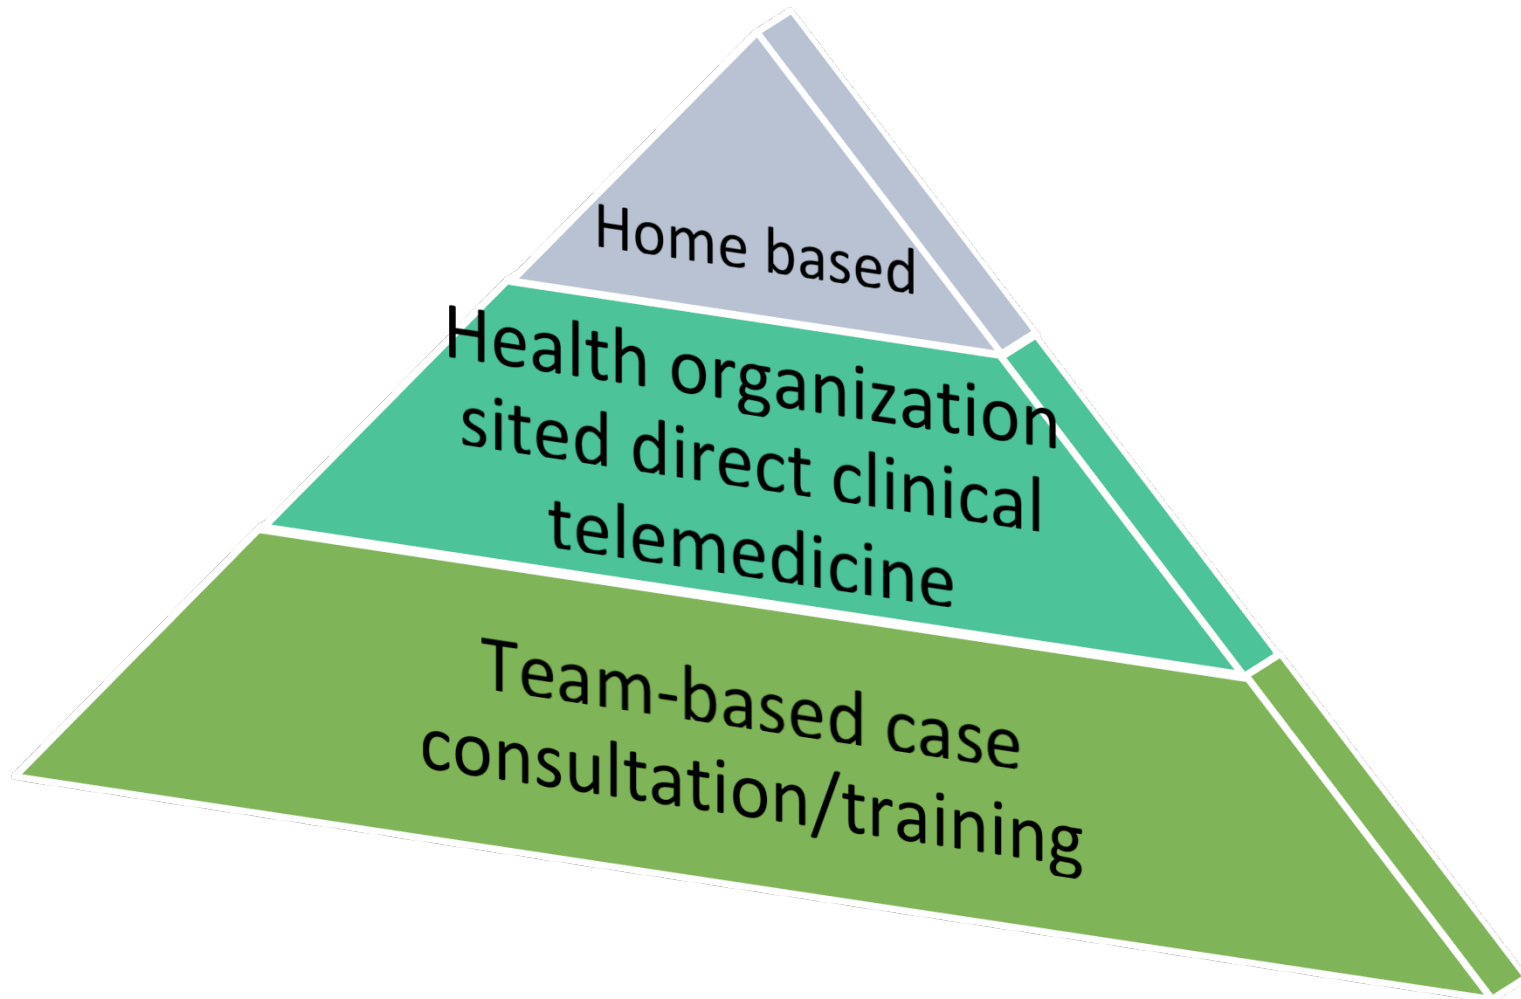 Home based
Health organization
sited direct clinical
telemedicine
Team-based case
consultation/training